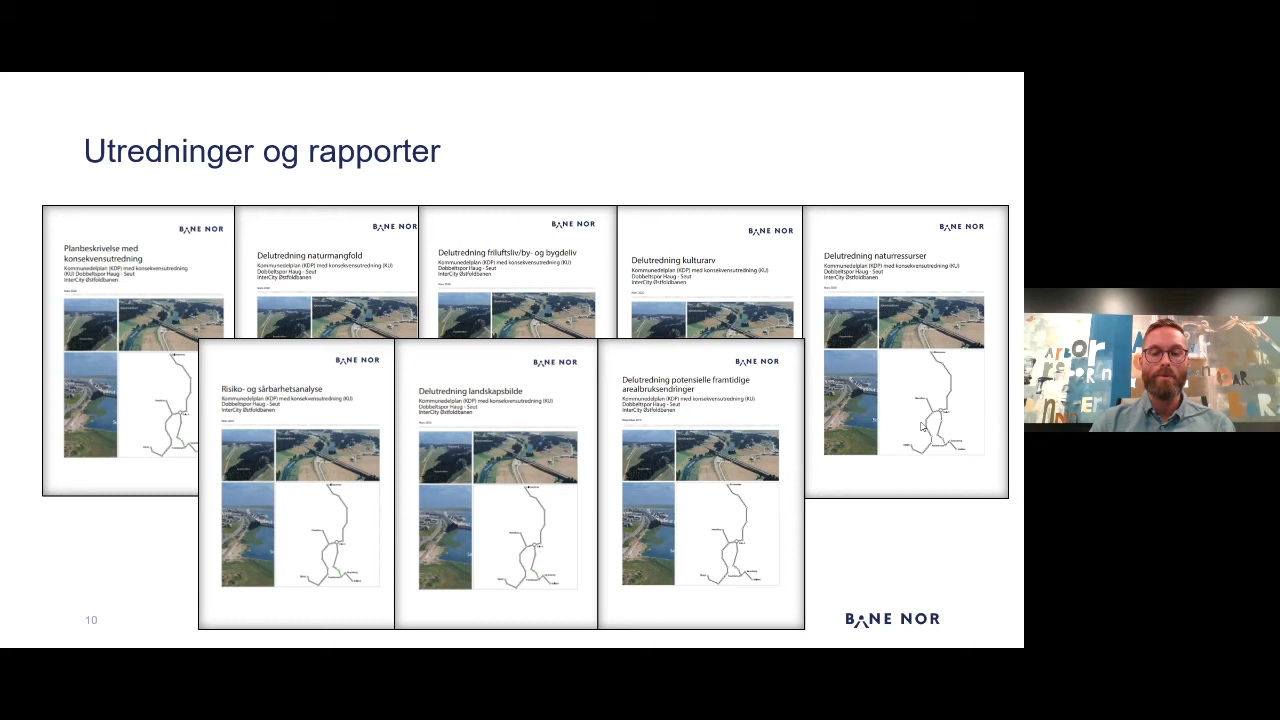 Utredninger og rapporter
BANE NOR
Planbeskrivelse med
konsekvensutredning
Kommunedelplan (KDP) med konsekvensutredning
(KU) Dobbeltspor Haug - Seut
InterCity Østfoldbanen
BANE NOR
Delutredning naturmangfold
Kommunedelplan (KDP) med konsekvensutredning (KU)
Dobbeltspor Haug - Seut
InterCity Østfoldbanen
BANE NOR
Delutredning friluftsliv/by- og bygdeliv
Kommunedelplan (KDP) med konsekvensutredning (KU)
Dobbeltspor Haug - Seut
InterCity Østfoldbanen
BANE NOR
Delutredning kulturarv
Kommunedelplan (KDP) med konsekvensutredning (KU)
Dobbeltspor Haug - Seut
InterCity Østfoldbanen
BANE NOR
Delutredning naturressurser
Kommunedelplan (KDP) med konsekvensutredning (KU)
Dobbeltspor Haug - Seut
InterCity Østfoldbanen
BANE NOR
Risiko- og sårbarhetsanalyse
Kommunedelplan (KDP) med konsekvensutredning (KU)
Dobbeltspor Haug - Seut
InterCity Østfoldbanen
BANE NOR
Delutredning landskapsbilde
Kommunedelplan (KDP) med konsekvensutredning (KU)
Dobbeltspor Haug - Seut
InterCity Østfoldbanen
BANE NOR
Delutredning potensielle framtidige
arealbruksendringer
Kommunedelplan (KDP) med konsekvensutredning (KU)
Dobbeltspor Haug - Seut
InterCity Østfoldbanen
10
BANE NOR